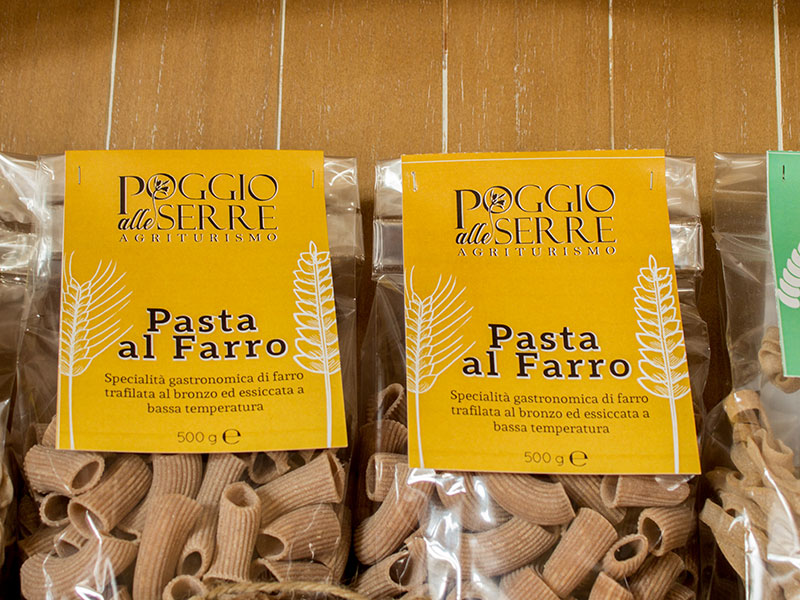 POGGIO
alle SERRE
AGRITURISMO
Pasta
al Farro
Specialità gastronomica di farro
trafilata al bronzo ed essiccata a
bassa temperatura
500 g ℮
POGGIO
alle SERRE
AGRITURISMO
Pasta
al Farro
Specialità gastronomica di farro
trafilata al bronzo ed essiccata a
bassa temperatura
500 g ℮